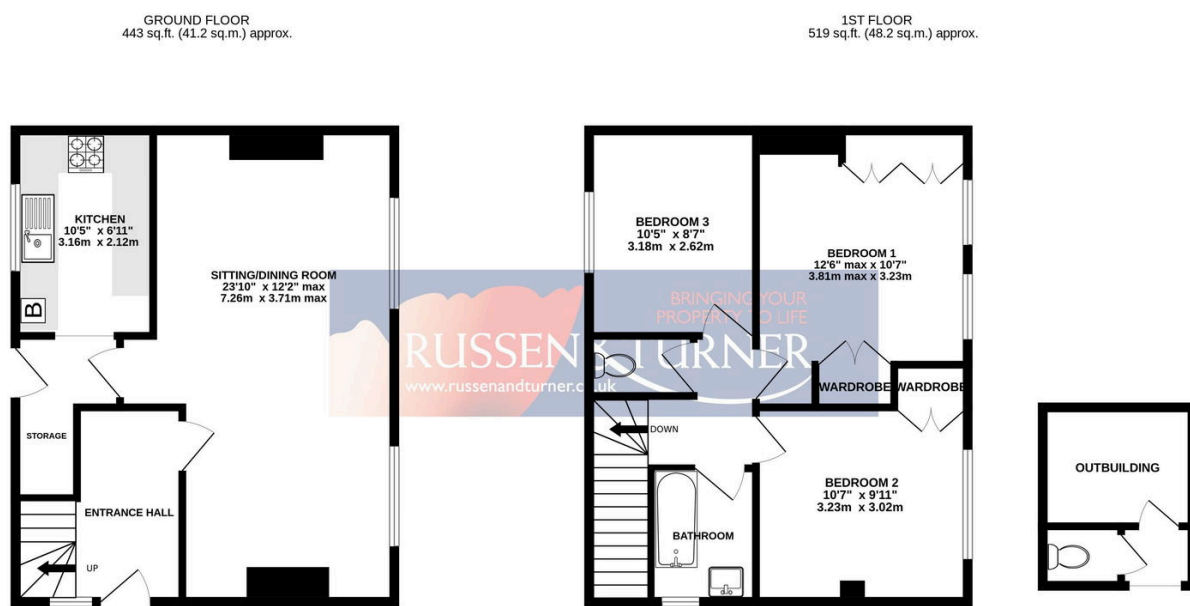 GROUND FLOOR
443 sq.ft. (41.2 sq.m.) approx.
1ST FLOOR
519 sq.ft. (48.2 sq.m.) approx.
KITCHEN
10'5" x 6'11"
3.16m x 2.12m
B
SITTING/DINING ROOM
23'10" x 12'2" max
7.26m x 3.71m max
STORAGE
ENTRANCE HALL
UP
BEDROOM 3
10'5" x 8'7"
3.18m x 2.62m
BEDROOM 1
12'6" max x 10'7"
3.81m max x 3.23m
BRINGING YOUR
PROPERTY TO LIFE
RUSSEN & TURNER
www.russenandturner.co.uk
WARDROBE
WARDROBE
DOWN
BEDROOM 2
10'7" x 9'11"
3.23m x 3.02m
BATHROOM
OUTBUILDING